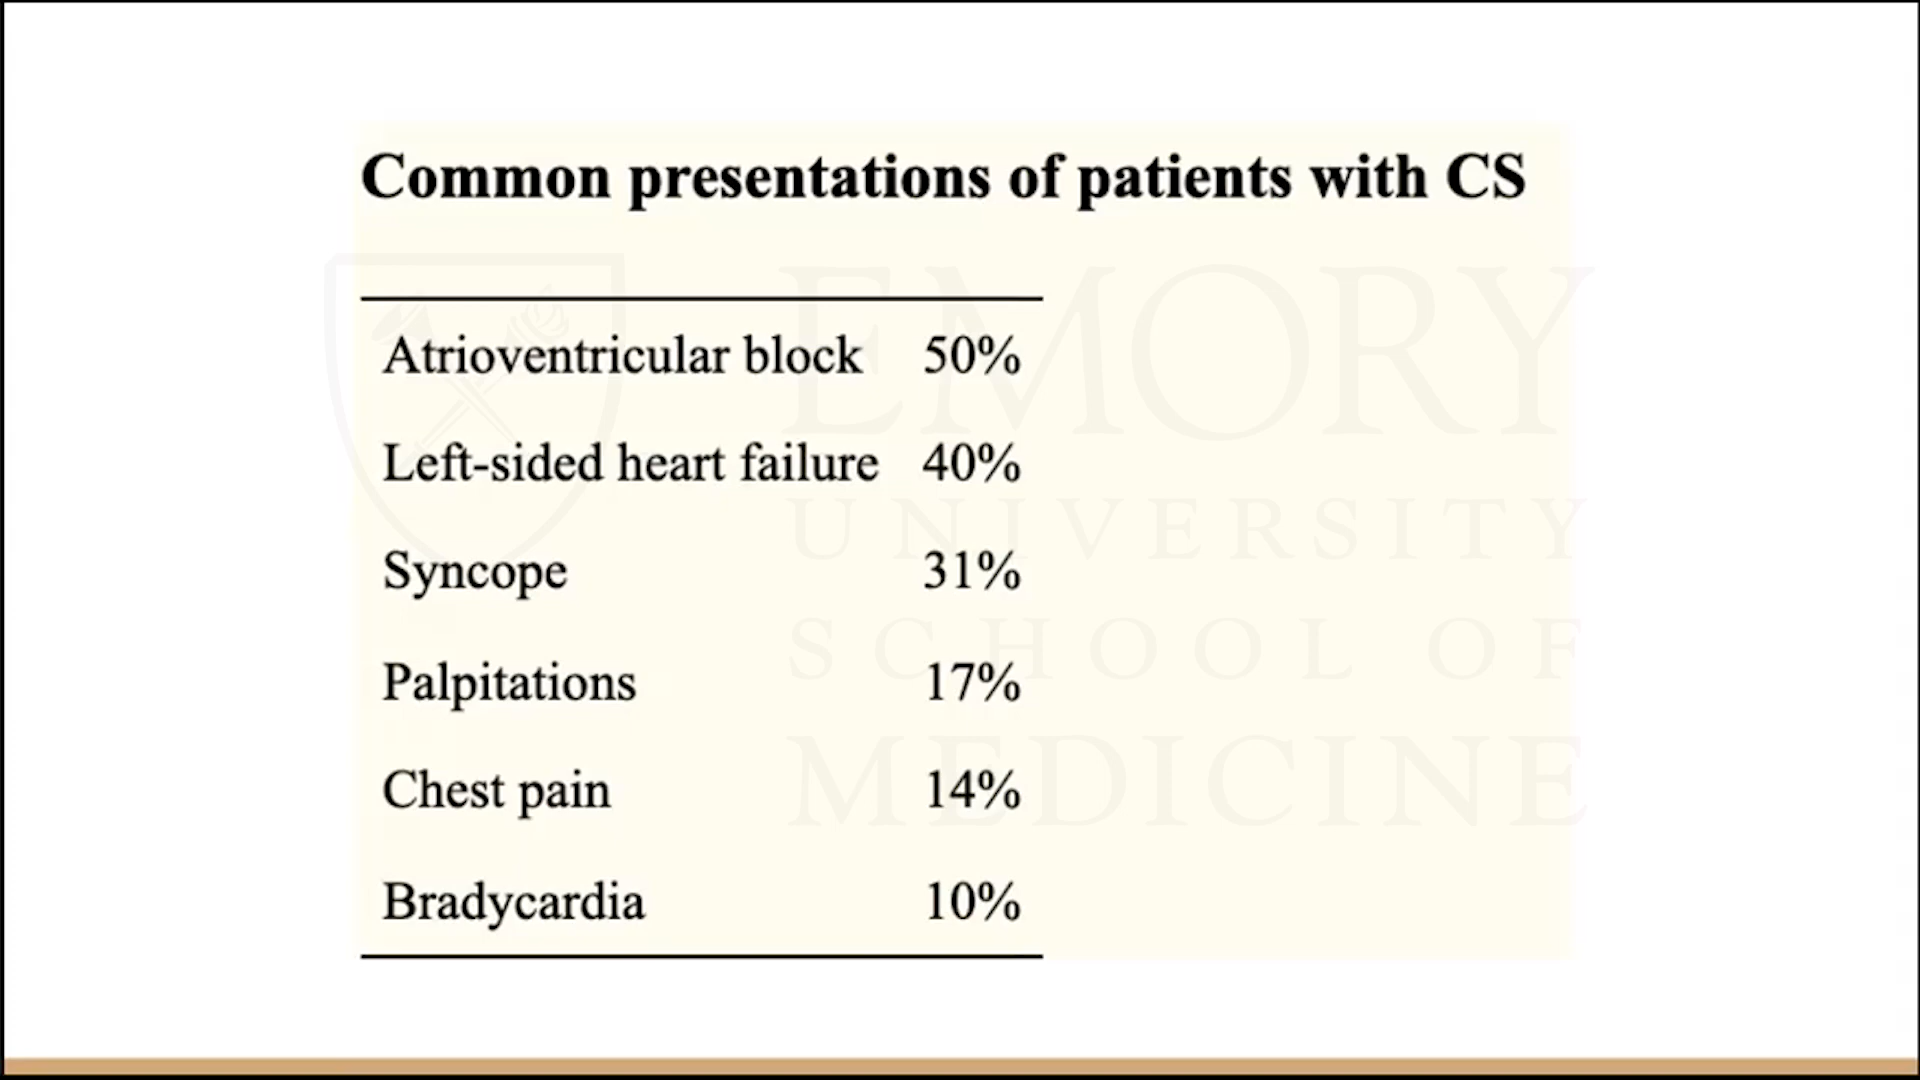 Common presentations of patients with CS
Atrioventricular block 50%
Left-sided heart failure 40%
Syncope 31%
Palpitations 17%
Chest pain 14%
Bradycardia 10%
EMORY
UNIVERSITY
SCHOOL OF
MEDICINE